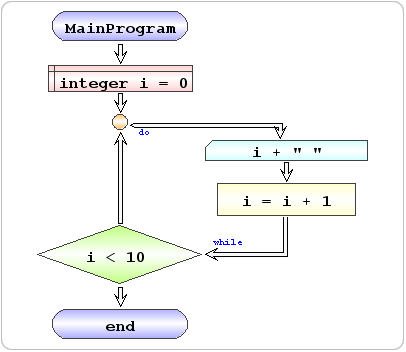 MainProgram
integer i = 0
do
i + " "
i = i + 1
while
i < 10
end